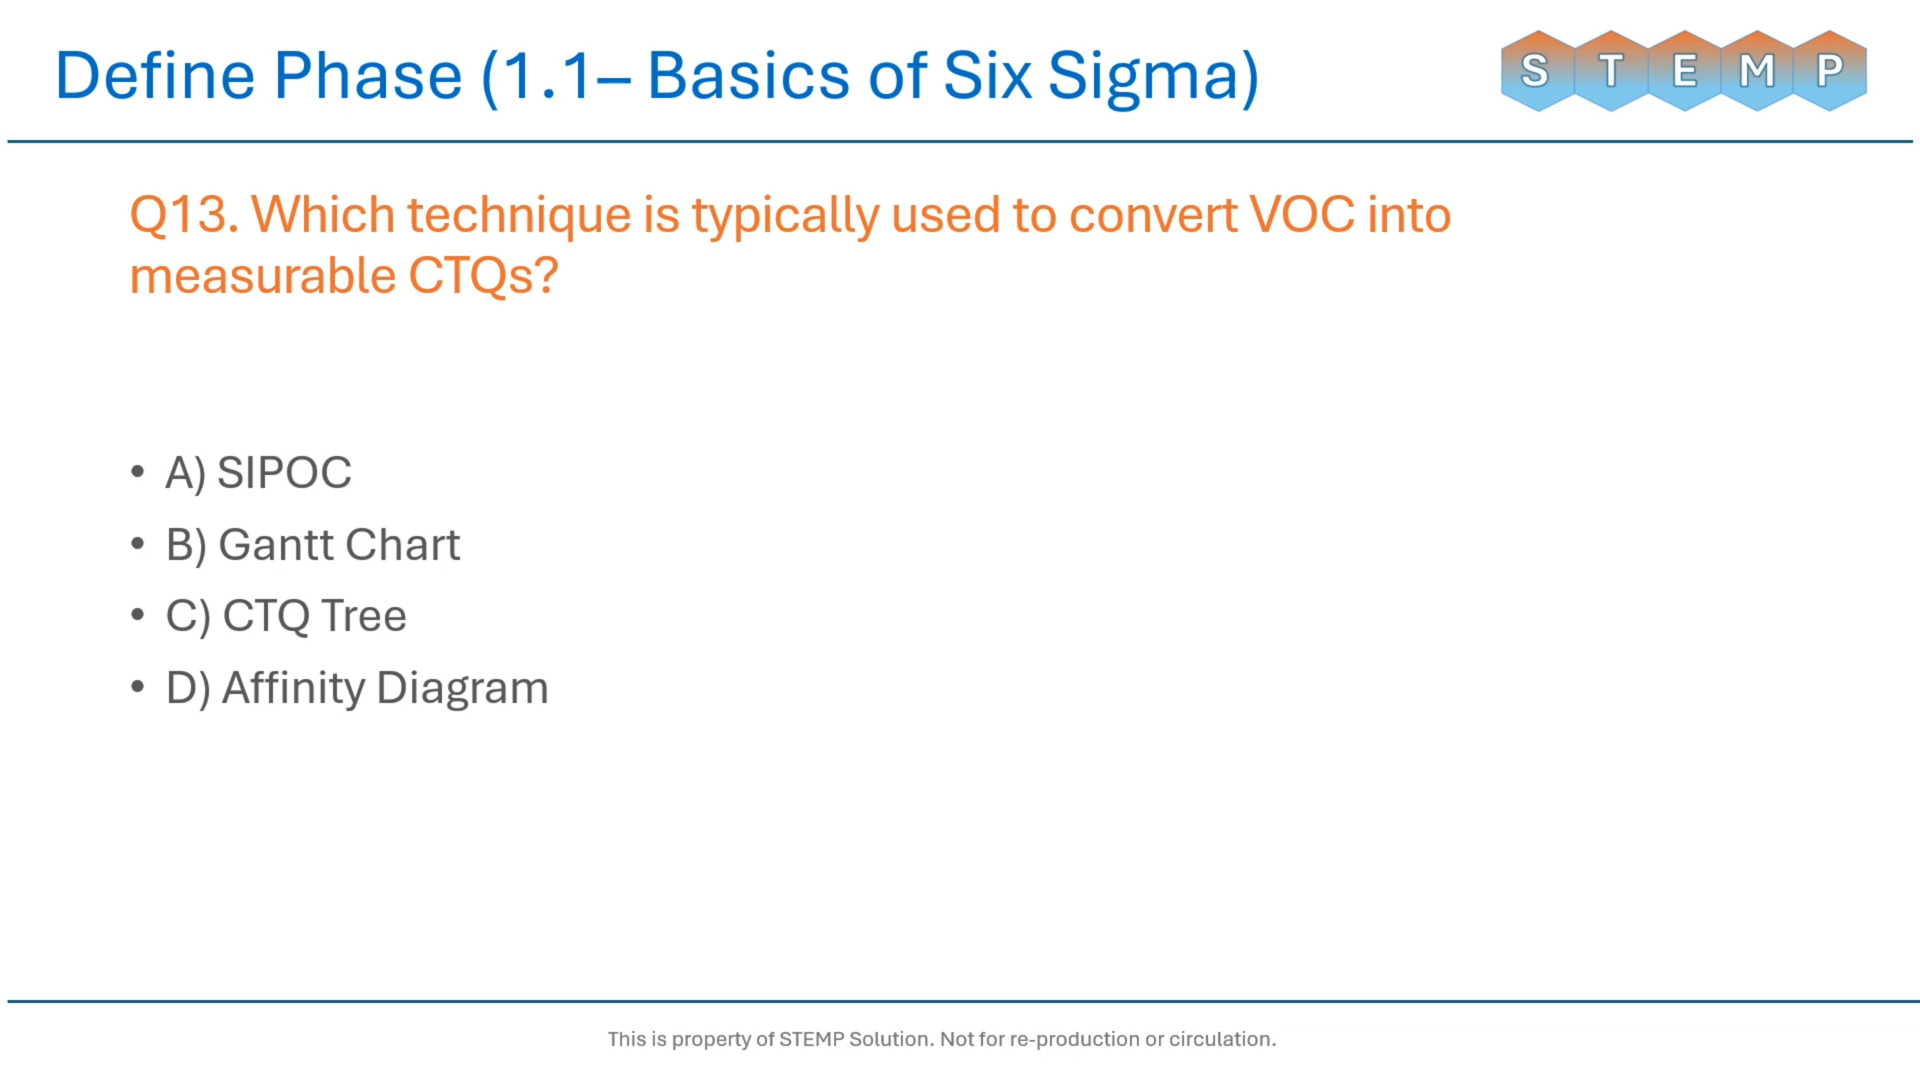 Define Phase (1.1– Basics of Six Sigma)
S T E M P
Q13. Which technique is typically used to convert VOC into
measurable CTQs?
• A) SIPOC
• B) Gantt Chart
• C) CTQ Tree
• D) Affinity Diagram
This is property of STEMP Solution. Not for re-production or circulation.